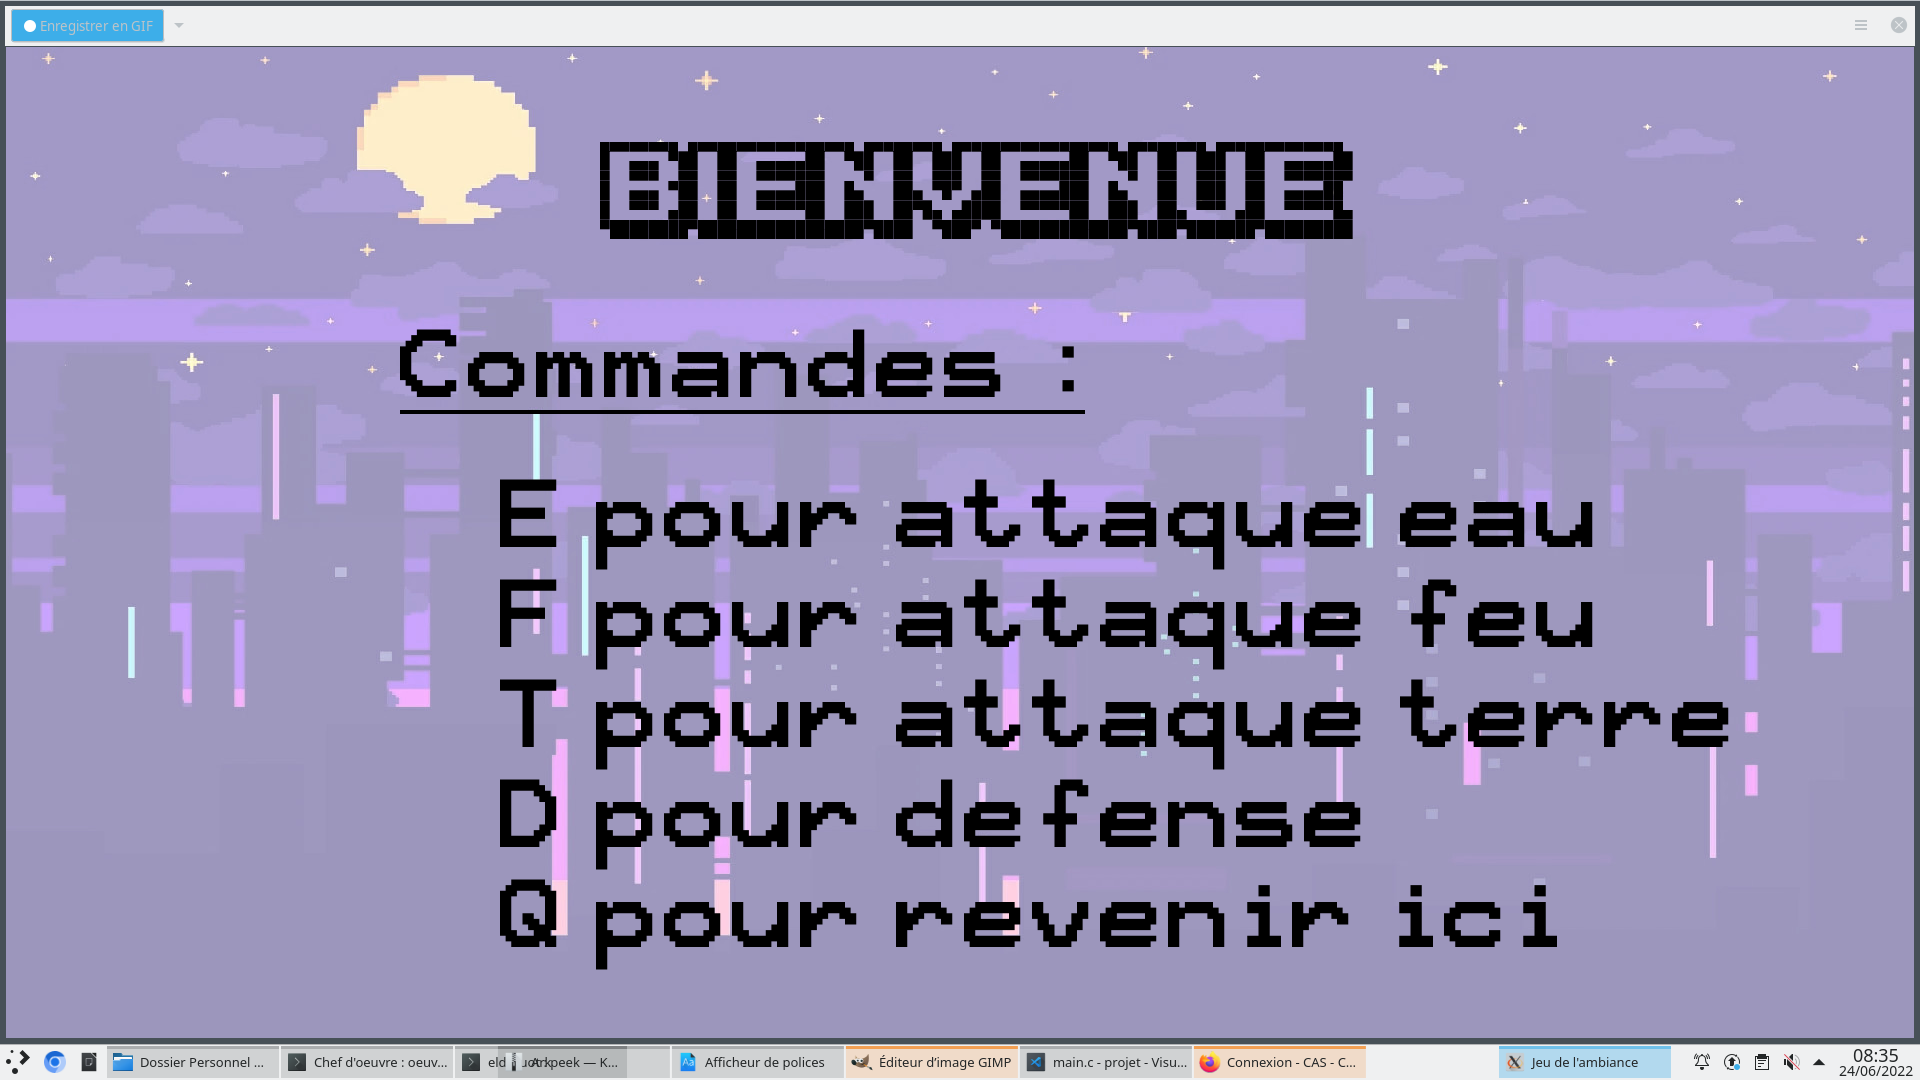 Enregistrer en GIF
BIENVENUE
Commandes :
E pour attaque eau
F pour attaque feu
T pour attaque terre
D pour defense
Q pour revenir ici
Dossier Personnel ...
Chef d'oeuvre : oeuv...
peek — K...
Afficheur de polices
Éditeur d'image GIMP
main.c - projet - Visu...
Connexion - CAS - C...
Jeu de l'ambiance
08:35
24/06/2022